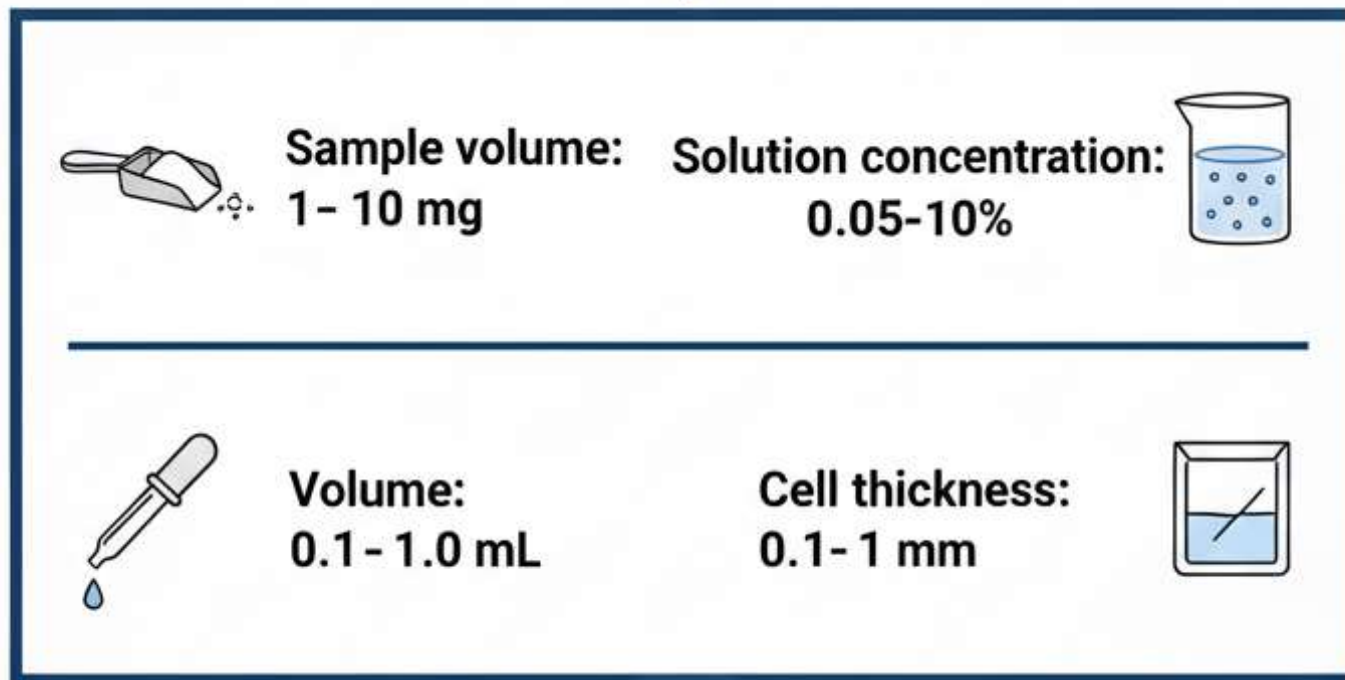 Sample volume:
1– 10 mg
Solution concentration:
0.05-10%
Volume:
0.1- 1.0 mL
Cell thickness:
0.1- 1 mm